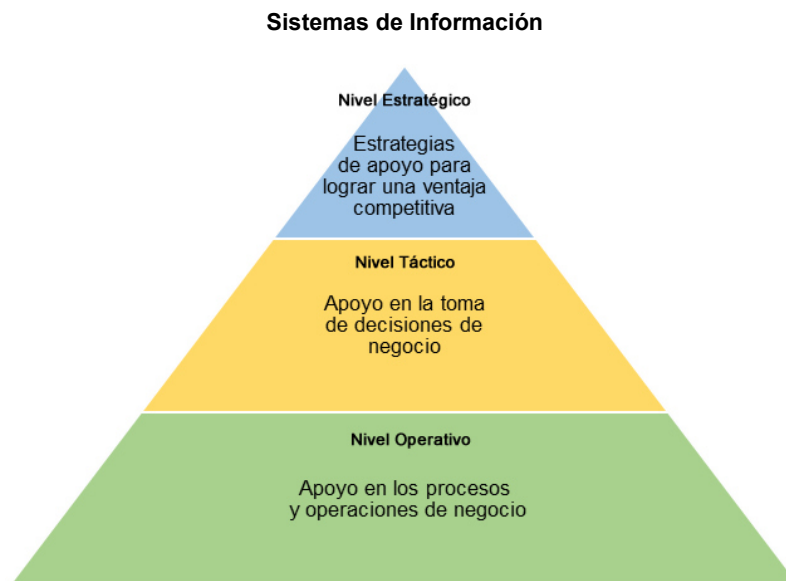 Sistemas de Información
Nivel Estratégico
Estrategias
de apoyo para
lograr una ventaja
competitiva
Nivel Táctico
Apoyo en la toma
de decisiones de
negocio
Nivel Operativo
Apoyo en los procesos
y operaciones de negocio